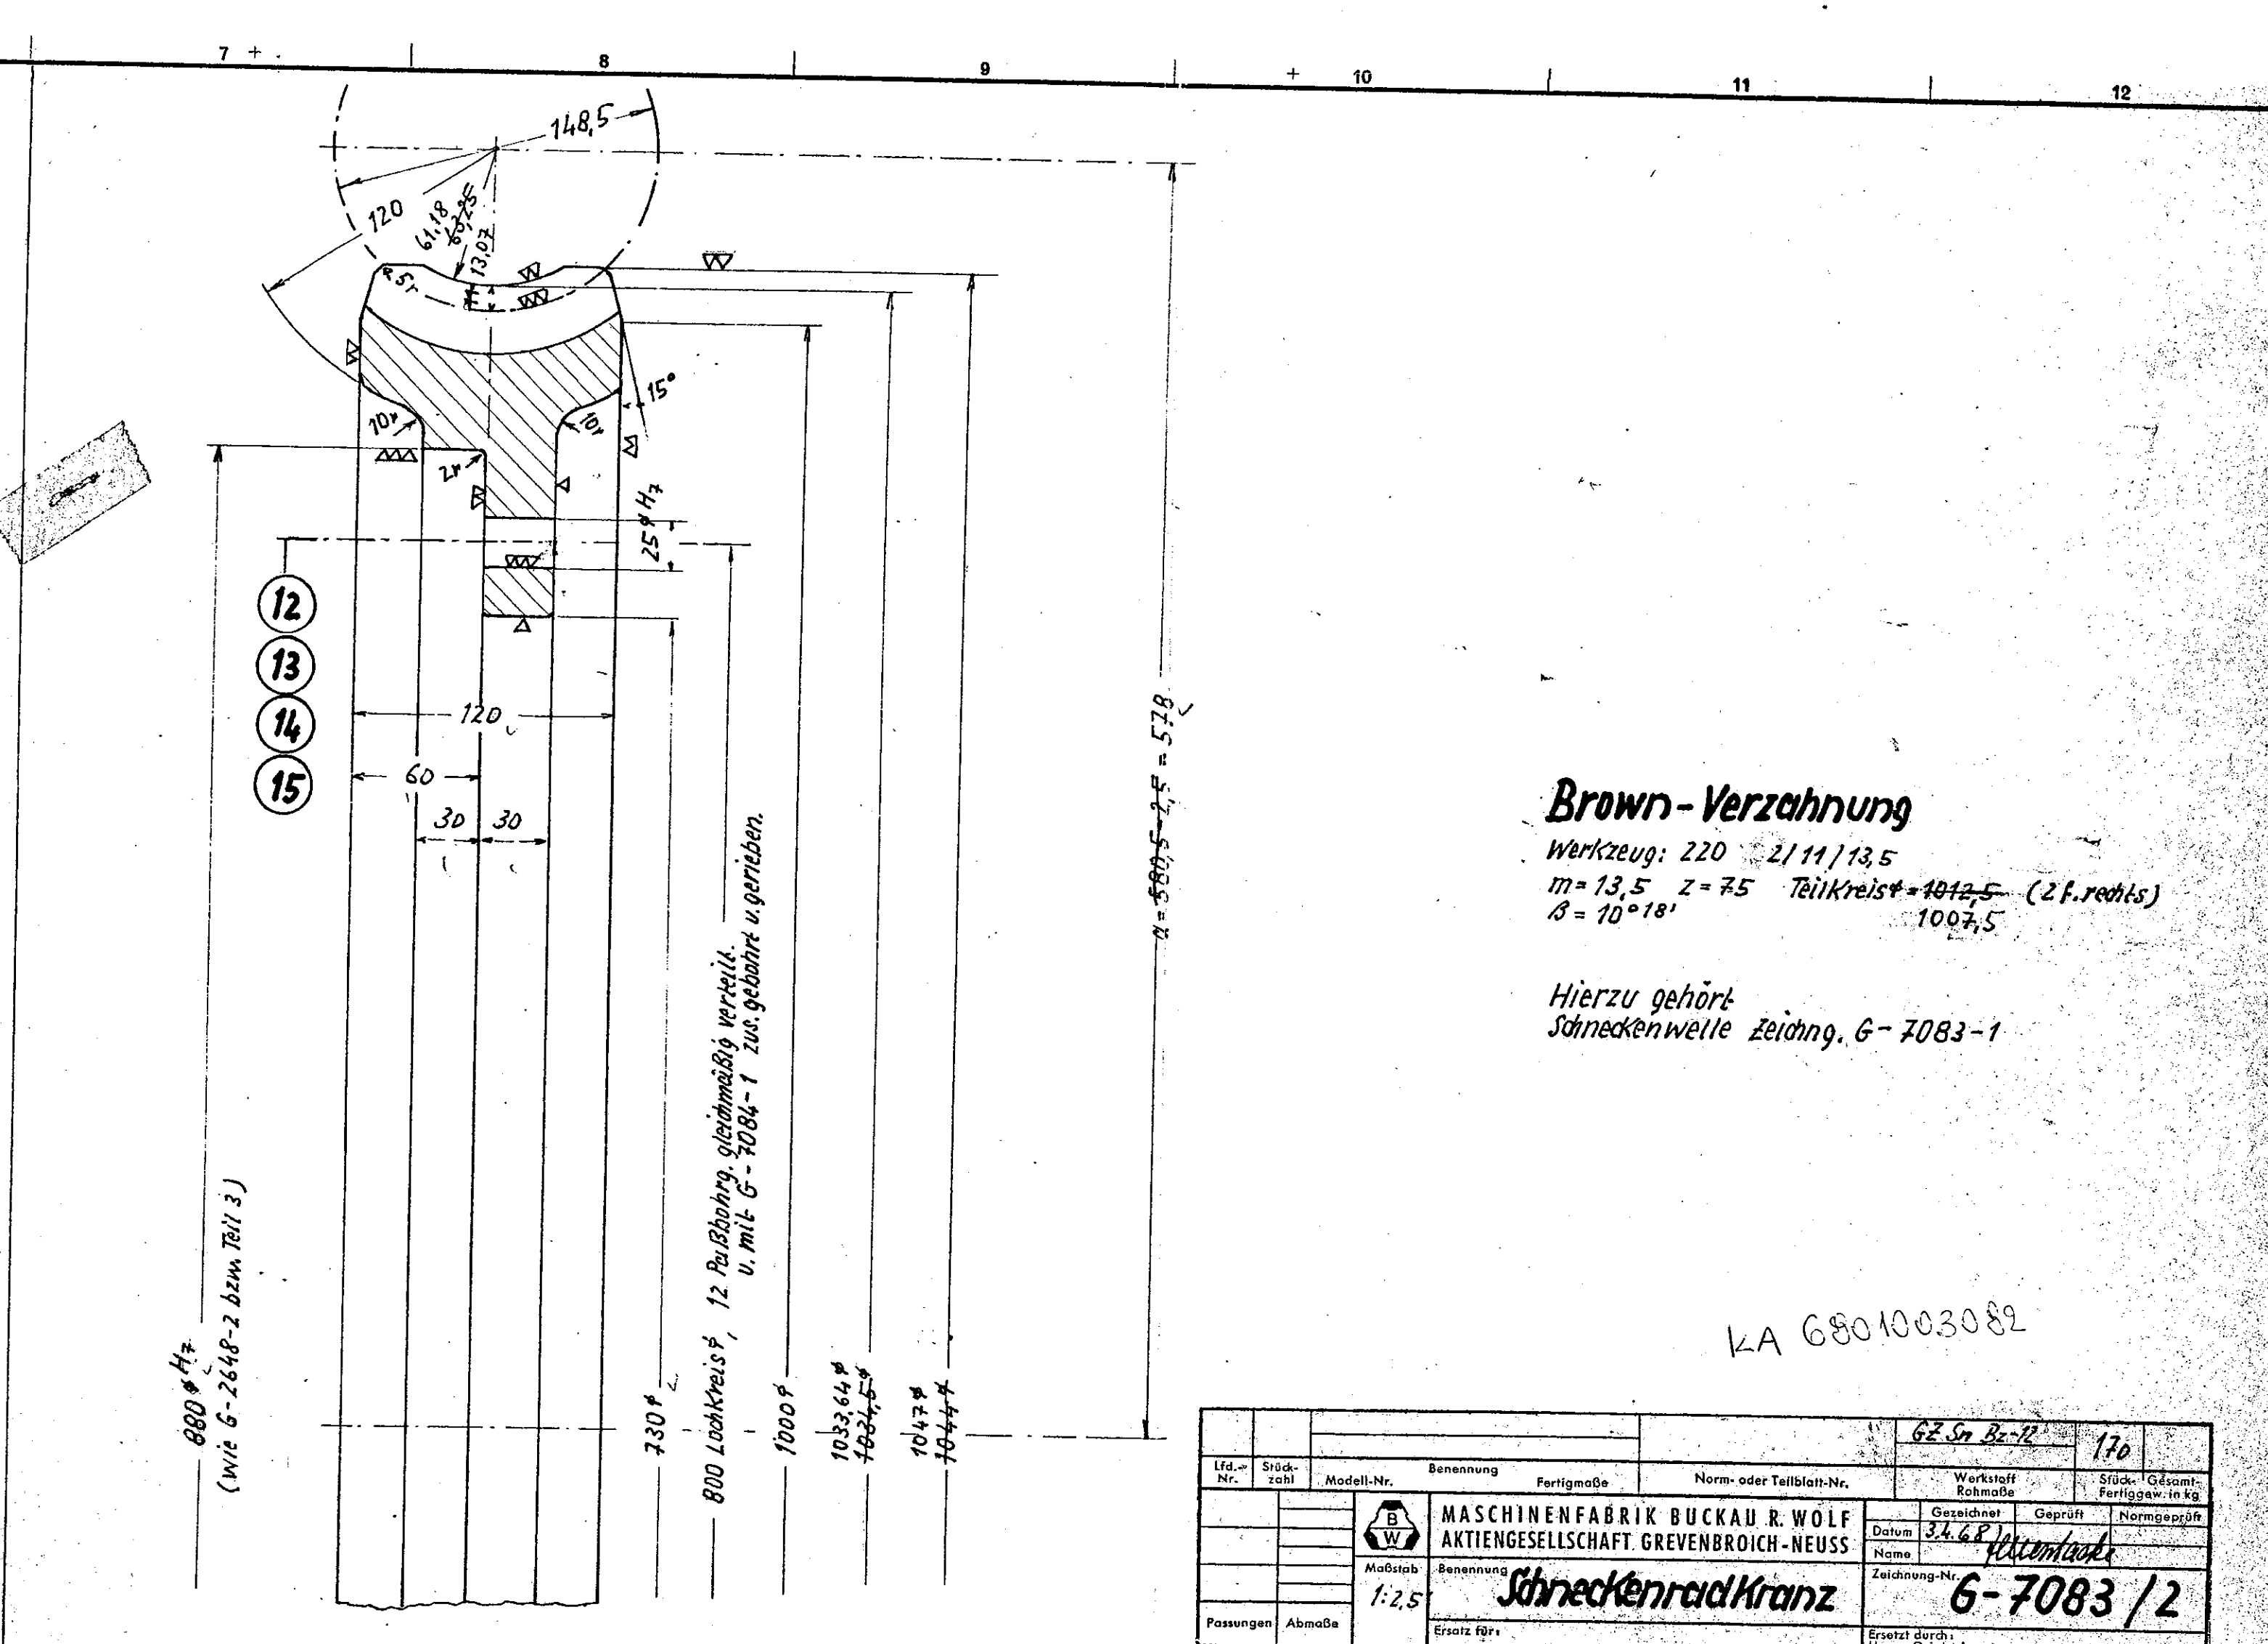 7
8
9
10
11
12
148,5
120
61,18
63,25
13,07
R 5r
15°
10r
10r
2r
25 ⌀ H7
12
13
14
15
120
60
30 30
a = 580,5 - 2,5 = 578
880 ⌀ H7
(wie G-2648-2 bzw. Teil 3)
730 ⌀
800 Lochkreis ⌀, 12 Paßbohrg. gleichmäßig verteilt.
u. mit G-7084-1 zus. gebohrt u. gerieben.
1000 ⌀
1033,64 ⌀
1034,5 ⌀
1047 ⌀
1044 ⌀
Brown-Verzahnung
Werkzeug: 220 2/11/13,5
m = 13,5 Z = 75 Teilkreis ⌀ = 1012,5 (2 f. rechts)
β = 10° 18' 1007,5
Hierzu gehört
Schneckenwelle Zeichng. G-7083-1
KA 6801003082
GZ Sn Bz-12 170
Lfd.-Nr. Stück-zahl Modell-Nr. Benennung Fertigmaße Norm- oder Teilblatt-Nr. Werkstoff Rohmaße Stück- Gesamt- Fertiggew. in kg
B
W
MASCHINENFABRIK BUCKAU R. WOLF
AKTIENGESELLSCHAFT GREVENBROICH-NEUSS
Gezeichnet Geprüft Normgeprüft
Datum 3.4.68
Name
Maßstab
1:2,5
Benennung
Schneckenradkranz
Zeichnung-Nr.
G-7083/2
Passungen Abmaße
Ersatz für:
Ersetzt durch: